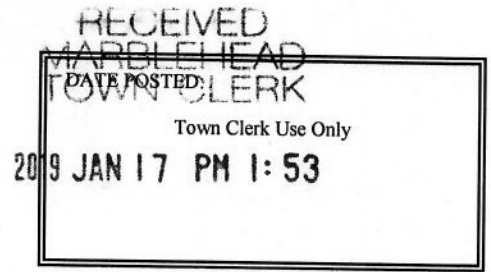 RECEIVED
MARBLEHEAD
TOWN CLERK
DATE POSTED:
Town Clerk Use Only
2019 JAN 17 PM 1:53